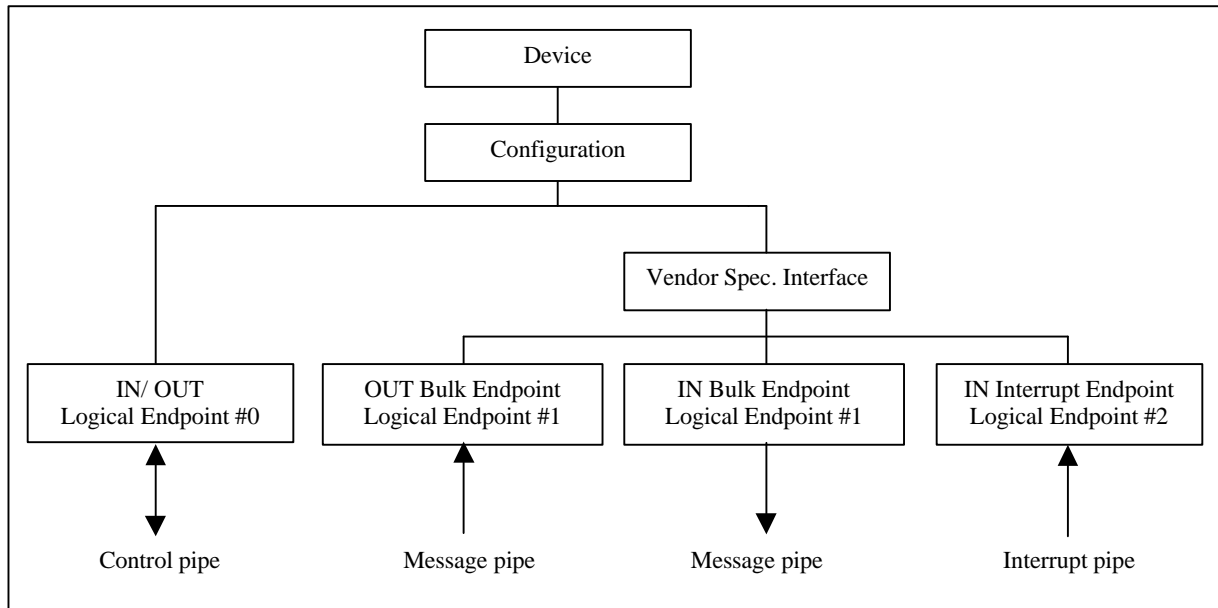 Device
Configuration
Vendor Spec. Interface
IN/ OUT
Logical Endpoint #0
OUT Bulk Endpoint
Logical Endpoint #1
IN Bulk Endpoint
Logical Endpoint #1
IN Interrupt Endpoint
Logical Endpoint #2
Control pipe
Message pipe
Message pipe
Interrupt pipe